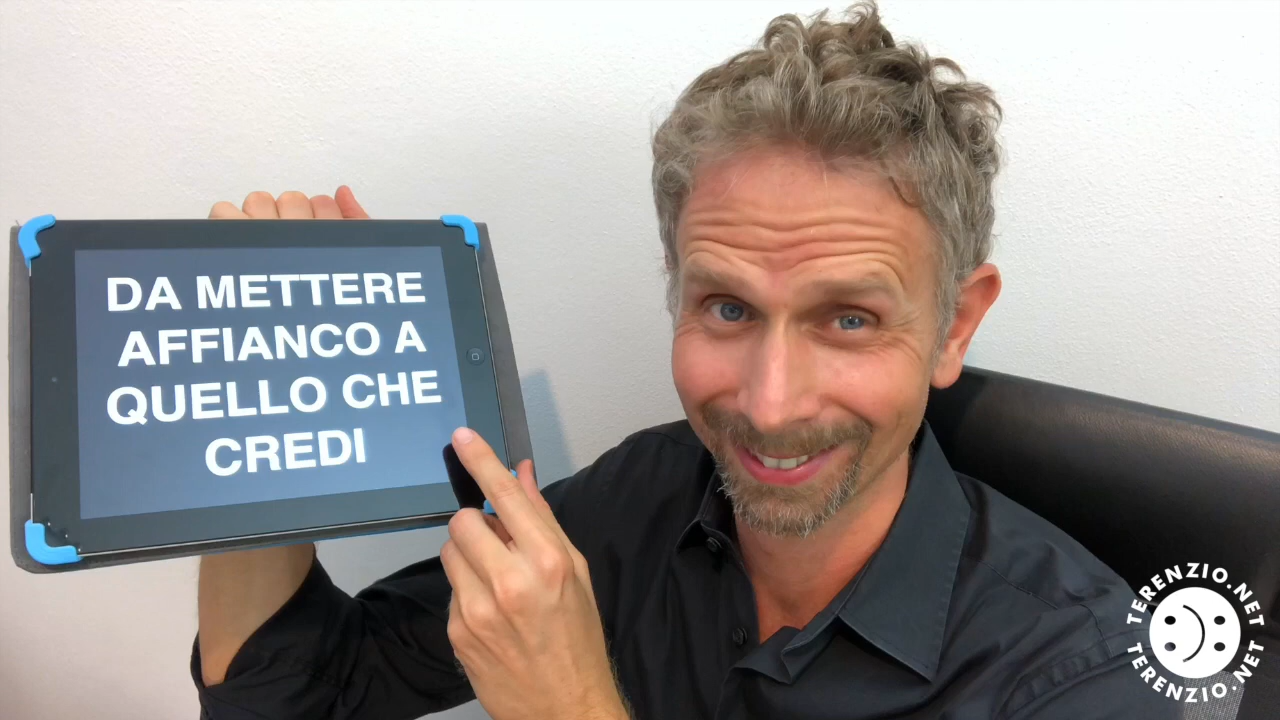 DA METTERE
AFFIANCO A
QUELLO CHE
CREDI
TERENZIO.NET
TERENZIO.NET